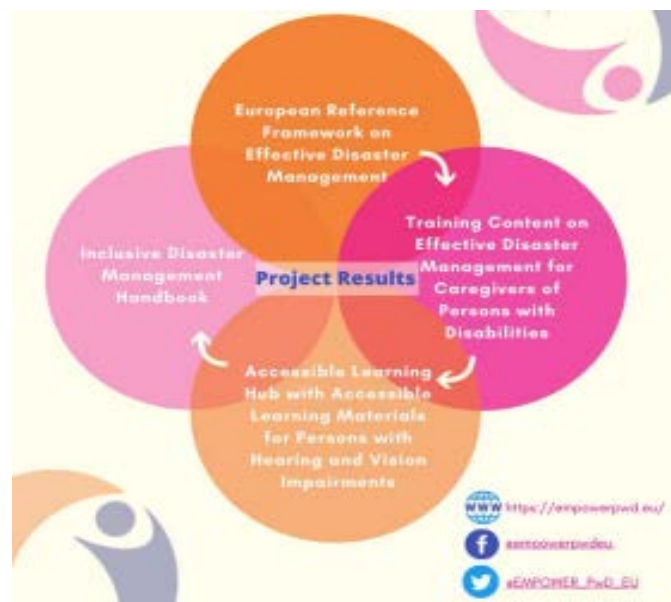 European Reference
Framework on
Effective Disaster
Management
Training Content on
Effective Disaster
Management for
Caregivers of
Persons with
Disabilities
Inclusive Disaster
Management
Handbook
Project Results
Accessible Learning
Hub with Accessible
Learning Materials
for Persons with
Hearing and Vision
Impairments
WWW https://empowerpwd.eu/
f @empowerpwdeu
@EMPOWER_PwD_EU